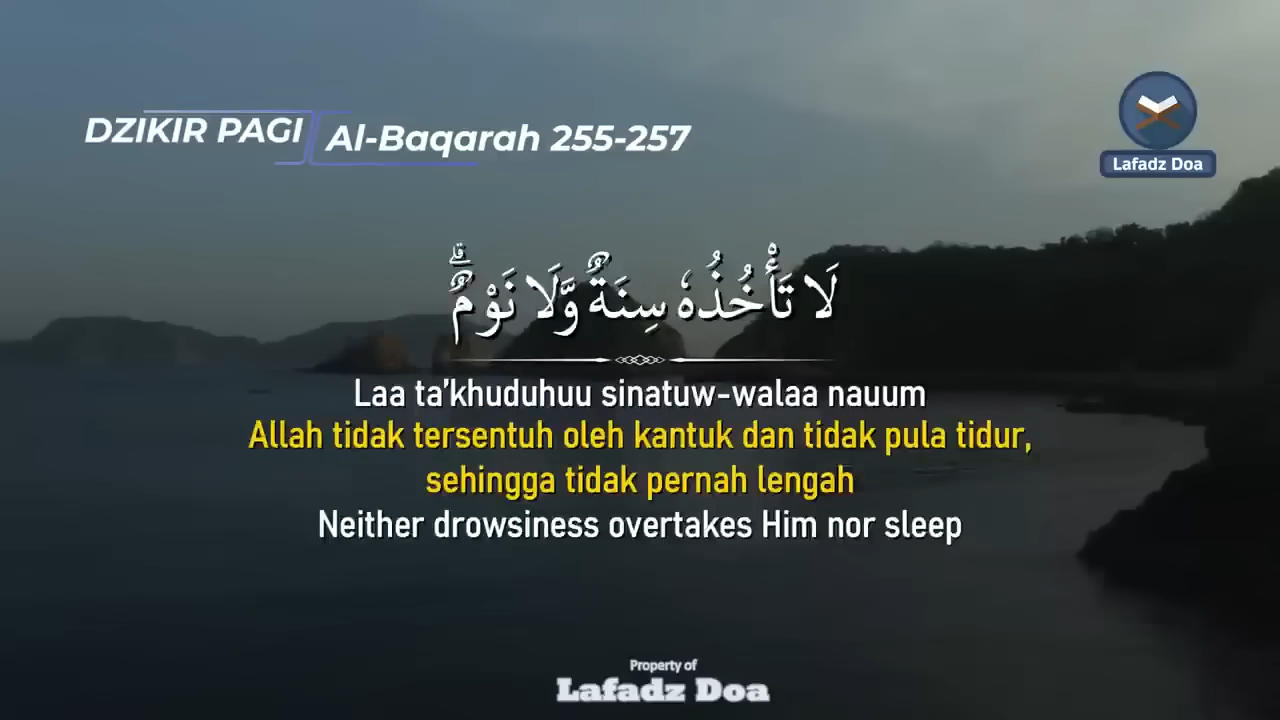 DZIKIR PAGI
Al-Baqarah 255-257
Lafadz Doa
لَا تَأْخُذُهٗ سِنَةٌ وَّلَا نَوْمٌۗ
Laa ta’khuduhuu sinatuw-walaa nauum
Allah tidak tersentuh oleh kantuk dan tidak pula tidur,
sehingga tidak pernah lengah
Neither drowsiness overtakes Him nor sleep
Property of
Lafadz Doa